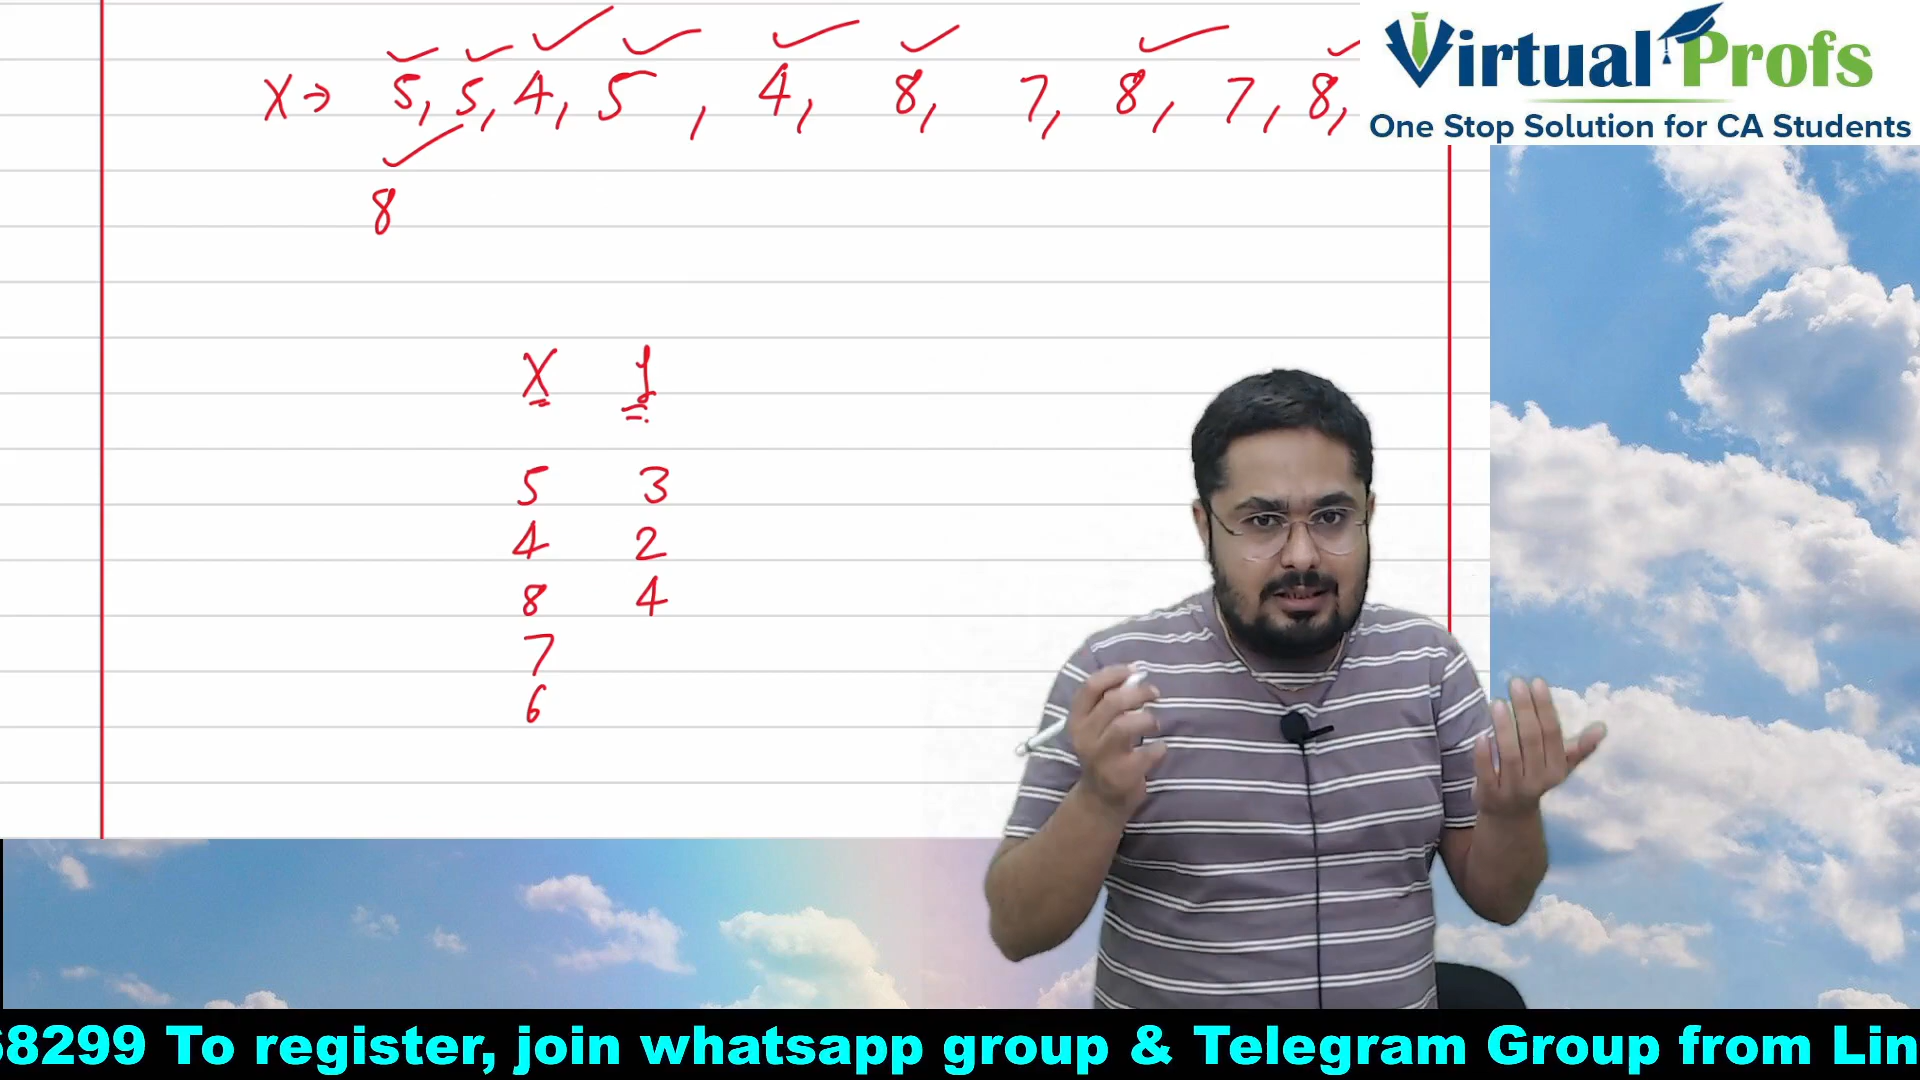 X → 5, 5, 4, 5, 4, 8, 7, 8, 7, 8,
8
X f
5 3
4 2
8 4
7
6
Virtual Profs
One Stop Solution for CA Students
68299 To register, join whatsapp group & Telegram Group from Lin